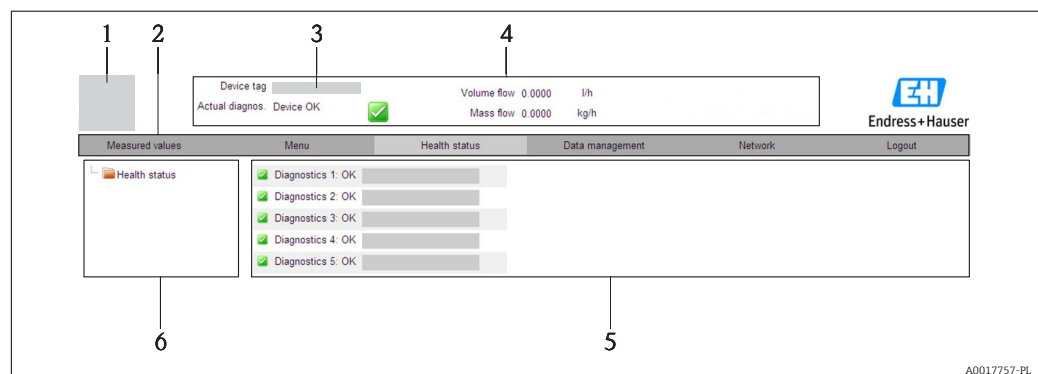 1 2 3 4
Device tag
Actual diagnos. Device OK
Volume flow 0.0000 l/h
Mass flow 0.0000 kg/h
EH
Endress+Hauser
Measured values Menu Health status Data management Network Logout
Health status
Diagnostics 1: OK
Diagnostics 2: OK
Diagnostics 3: OK
Diagnostics 4: OK
Diagnostics 5: OK
6 5
A0017757-PL